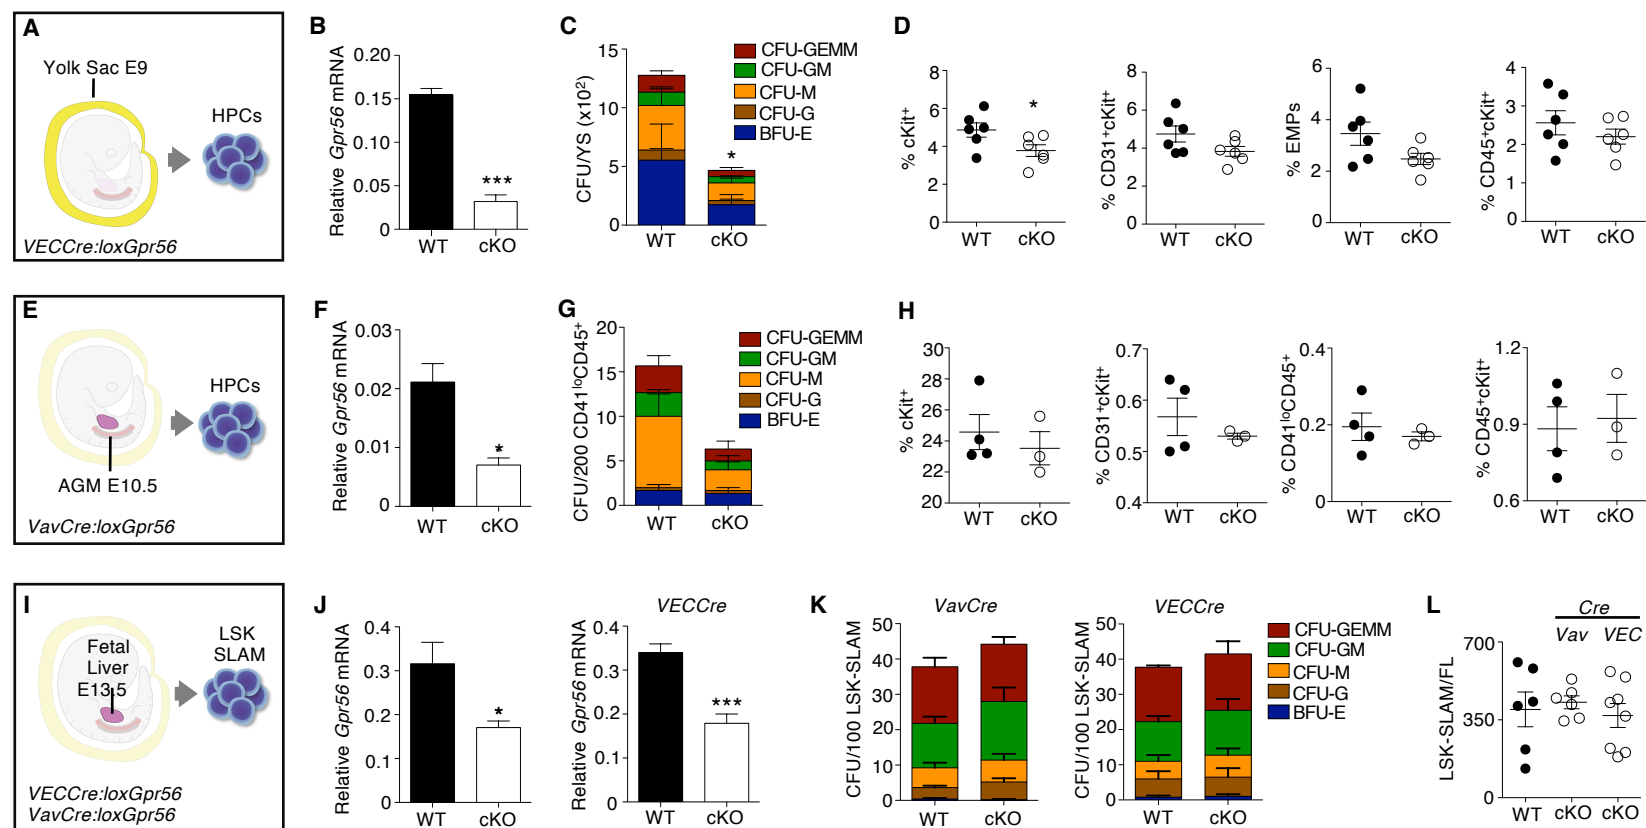 A
Yolk Sac E9
HPCs
VECCre:loxGpr56
B
Relative Gpr56 mRNA
0.20
0.15
0.10
0.05
0
***
WT
cKO
C
CFU/YS (x10²)
15
10
5
0
*
WT
cKO
CFU-GEMM
CFU-GM
CFU-M
CFU-G
BFU-E
D
% cKit⁺
8
6
4
2
0
*
WT
cKO
% CD31⁺cKit⁺
8
6
4
2
0
WT
cKO
% EMPs
6
4
2
0
WT
cKO
% CD45⁺cKit⁺
4
3
2
1
0
WT
cKO
E
HPCs
AGM E10.5
VavCre:loxGpr56
F
Relative Gpr56 mRNA
0.03
0.02
0.01
0
*
WT
cKO
G
CFU/200 CD41ˡᵒCD45⁺
20
15
10
5
0
WT
cKO
CFU-GEMM
CFU-GM
CFU-M
CFU-G
BFU-E
H
% cKit⁺
30
28
26
24
22
20
WT
cKO
% CD31⁺cKit⁺
0.7
0.6
0.5
0.4
WT
cKO
% CD41ˡᵒCD45⁺
0.4
0.2
0
WT
cKO
% CD45⁺cKit⁺
1.2
0.9
0.6
WT
cKO
I
Fetal
Liver
E13.5
LSK
SLAM
VECCre:loxGpr56
VavCre:loxGpr56
J
Relative Gpr56 mRNA
0.4
0.3
0.2
0.1
0
*
WT
cKO
VECCre
Relative Gpr56 mRNA
0.4
0.3
0.2
0.1
0
***
WT
cKO
K
VavCre
CFU/100 LSK-SLAM
50
40
30
20
10
0
WT
cKO
VECCre
CFU/100 LSK-SLAM
50
40
30
20
10
0
WT
cKO
CFU-GEMM
CFU-GM
CFU-M
CFU-G
BFU-E
L
Cre
Vav VEC
LSK-SLAM/FL
700
350
0
WT
cKO
cKO